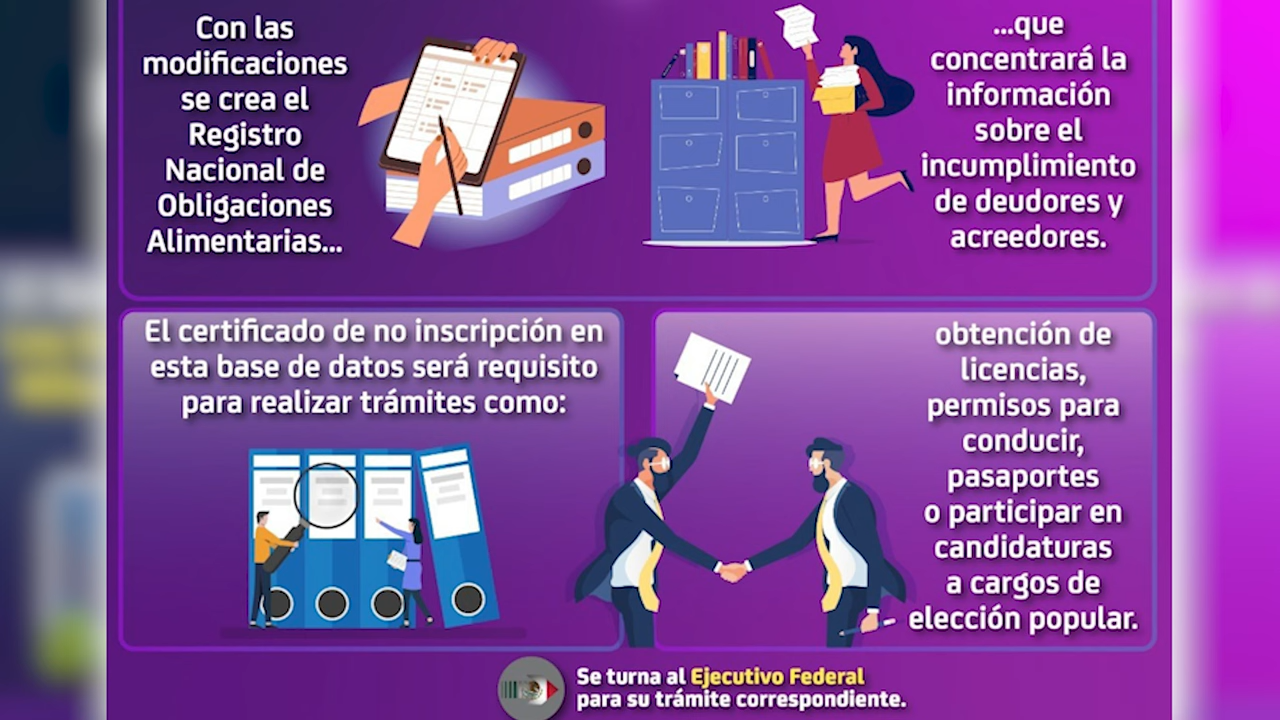 Con las
modificaciones
se crea el
Registro
Nacional de
Obligaciones
Alimentarias...
...que
concentrará la
información
sobre el
incumplimiento
de deudores y
acreedores.
El certificado de no inscripción en
esta base de datos será requisito
para realizar trámites como:
obtención de
licencias,
permisos para
conducir,
pasaportes
o participar en
candidaturas
a cargos de
elección popular.
Se turna al Ejecutivo Federal
para su trámite correspondiente.